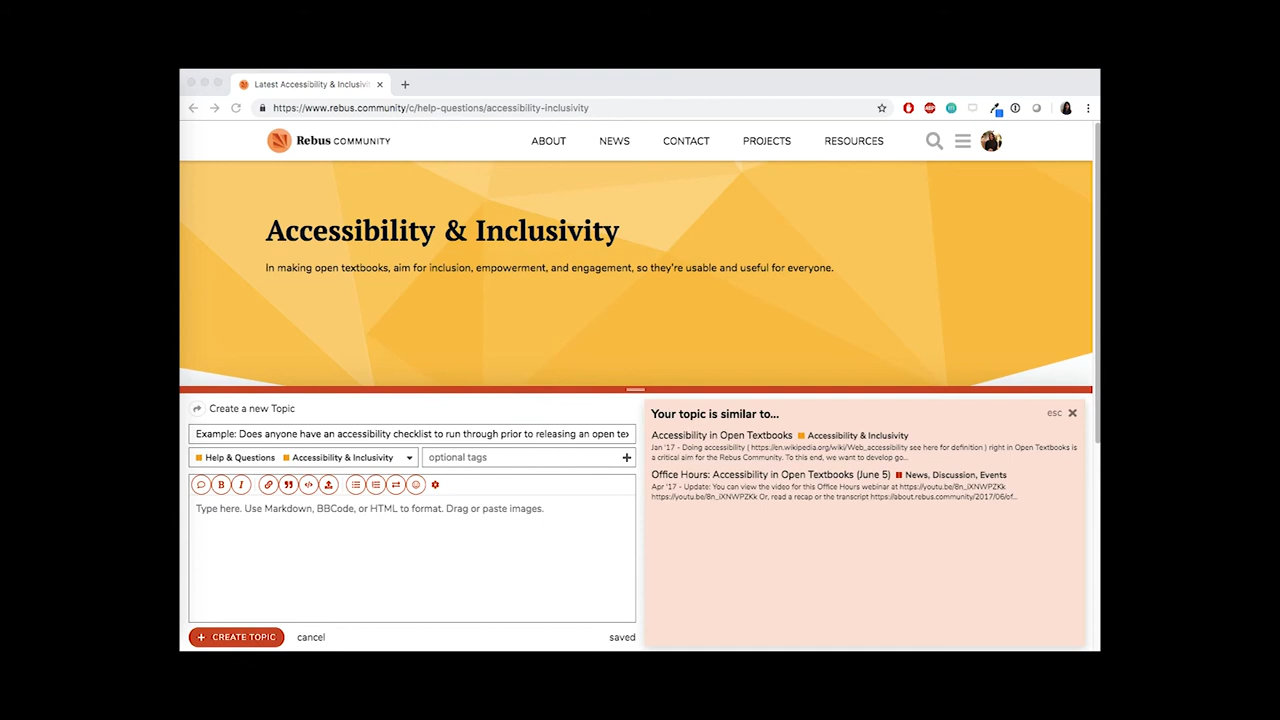 Latest Accessibility & Inclusivi
https://www.rebus.community/c/help-questions/accessibility-inclusivity
Rebus COMMUNITY
ABOUT NEWS CONTACT PROJECTS RESOURCES
Accessibility & Inclusivity
In making open textbooks, aim for inclusion, empowerment, and engagement, so they're usable and useful for everyone.
Create a new Topic
Example: Does anyone have an accessibility checklist to run through prior to releasing an open te
Help & Questions Accessibility & Inclusivity optional tags
B I
Type here. Use Markdown, BBCode, or HTML to format. Drag or paste images.
CREATE TOPIC cancel saved
Your topic is similar to... esc
Accessibility in Open Textbooks Accessibility & Inclusivity
Jan '17 - Doing accessibility ( https://en.wikipedia.org/wiki/Web_accessibility see here for definition ) right in Open Textbooks is
a critical aim for the Rebus Community. To this end, we want to develop go...
Office Hours: Accessibility in Open Textbooks (June 5) News, Discussion, Events
Apr '17 - Update: You can view the video for this Office Hours webinar at https://youtu.be/8n_iXNWPZKk
https://youtu.be/8n_iXNWPZKk Or, read a recap or the transcript https://about.rebus.community/2017/06/of...